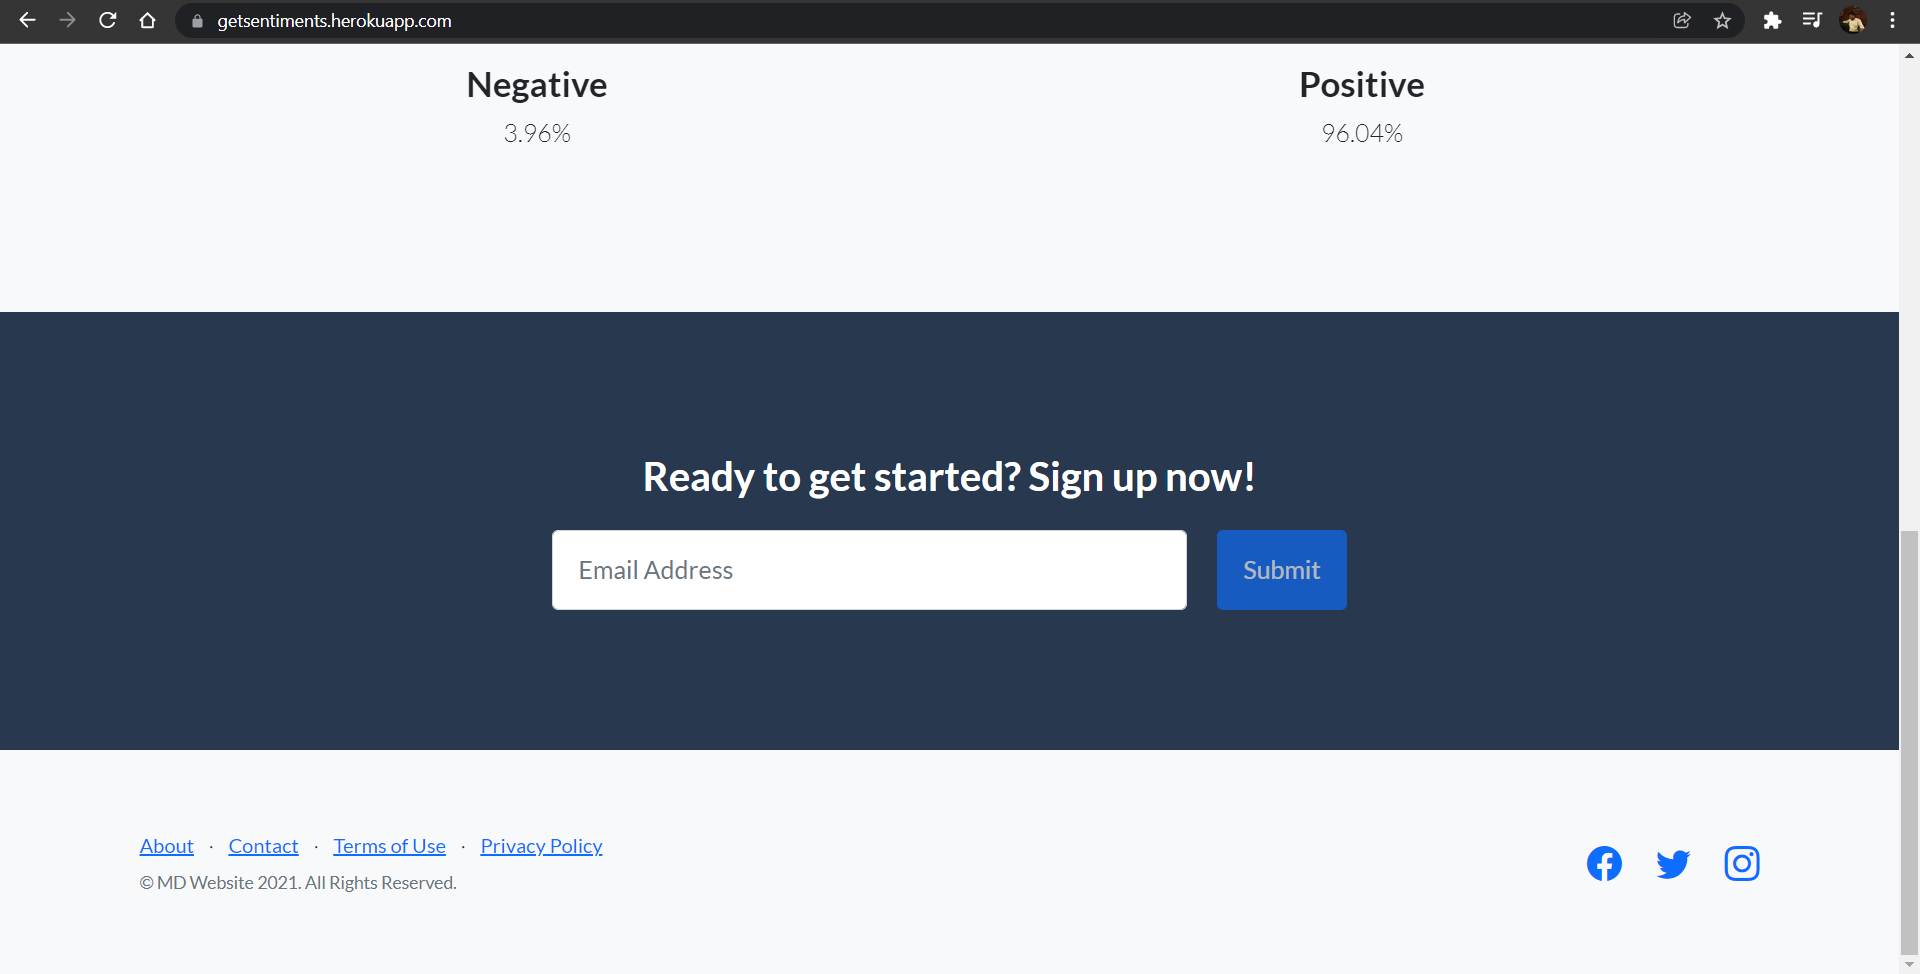 getsentiments.herokuapp.com
Negative
Positive
3.96%
96.04%
Ready to get started? Sign up now!
Email Address
Submit
About · Contact · Terms of Use · Privacy Policy
© MD Website 2021. All Rights Reserved.